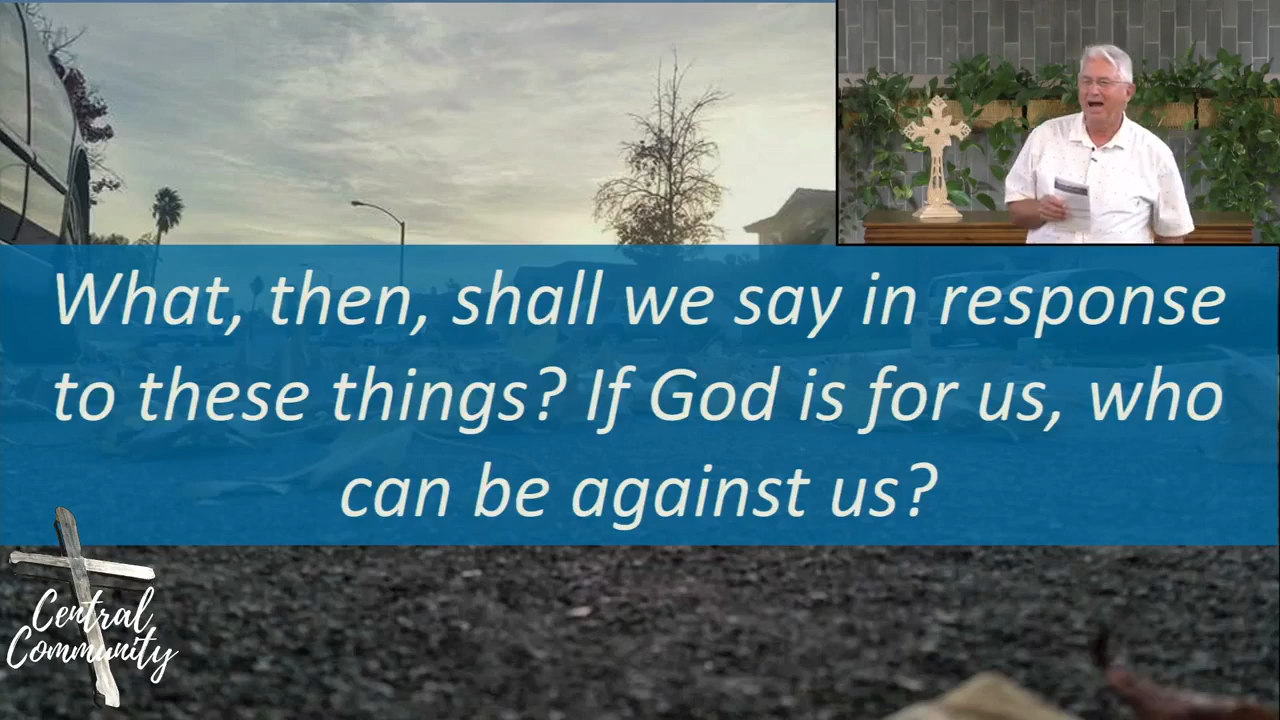 What, then, shall we say in response
to these things? If God is for us, who
can be against us?
Central
Community